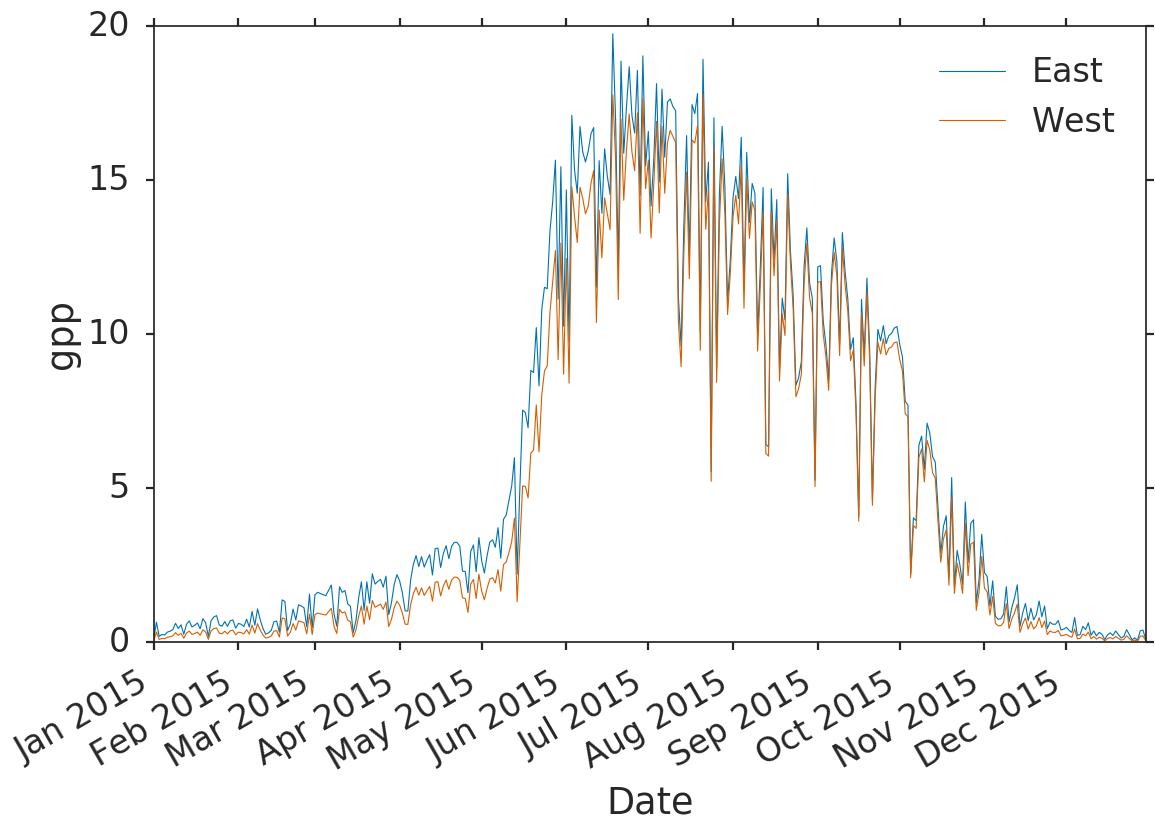 20
15
10
5
0
gpp
East
West
Jan 2015
Feb 2015
Mar 2015
Apr 2015
May 2015
Jun 2015
Jul 2015
Aug 2015
Sep 2015
Oct 2015
Nov 2015
Dec 2015
Date